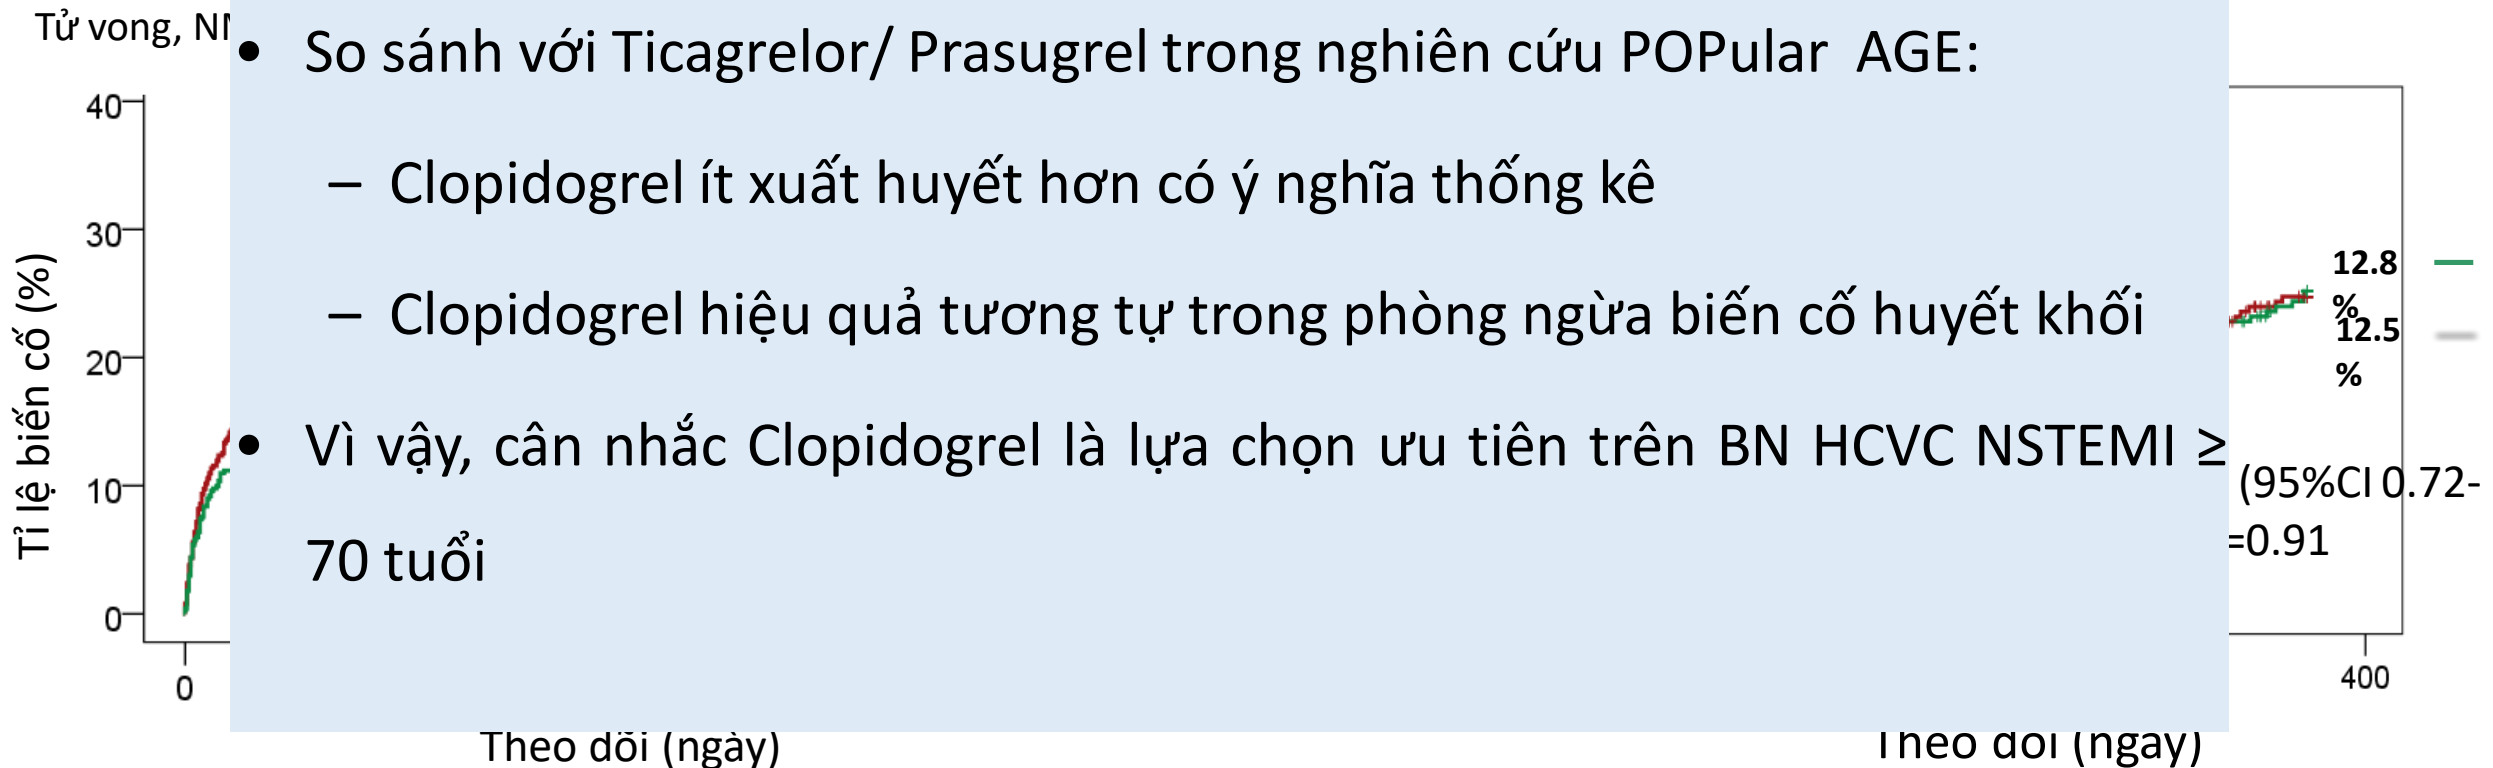 Tử vong,
• So sánh với Ticagrelor/ Prasugrel trong nghiên cứu POPular AGE:
– Clopidogrel ít xuất huyết hơn có ý nghĩa thống kê
– Clopidogrel hiệu quả tương tự trong phòng ngừa biến cố huyết khối
• Vì vậy, cân nhắc Clopidogrel là lựa chọn ưu tiên trên BN HCVC NSTEMI ≥
70 tuổi
Tỉ lệ biến cố (%)
40
30
20
10
0
0
12.8
%
12.5
%
(95%CI 0.72-
=0.91
400
Theo dõi (ngày)
Theo dõi (ngày)